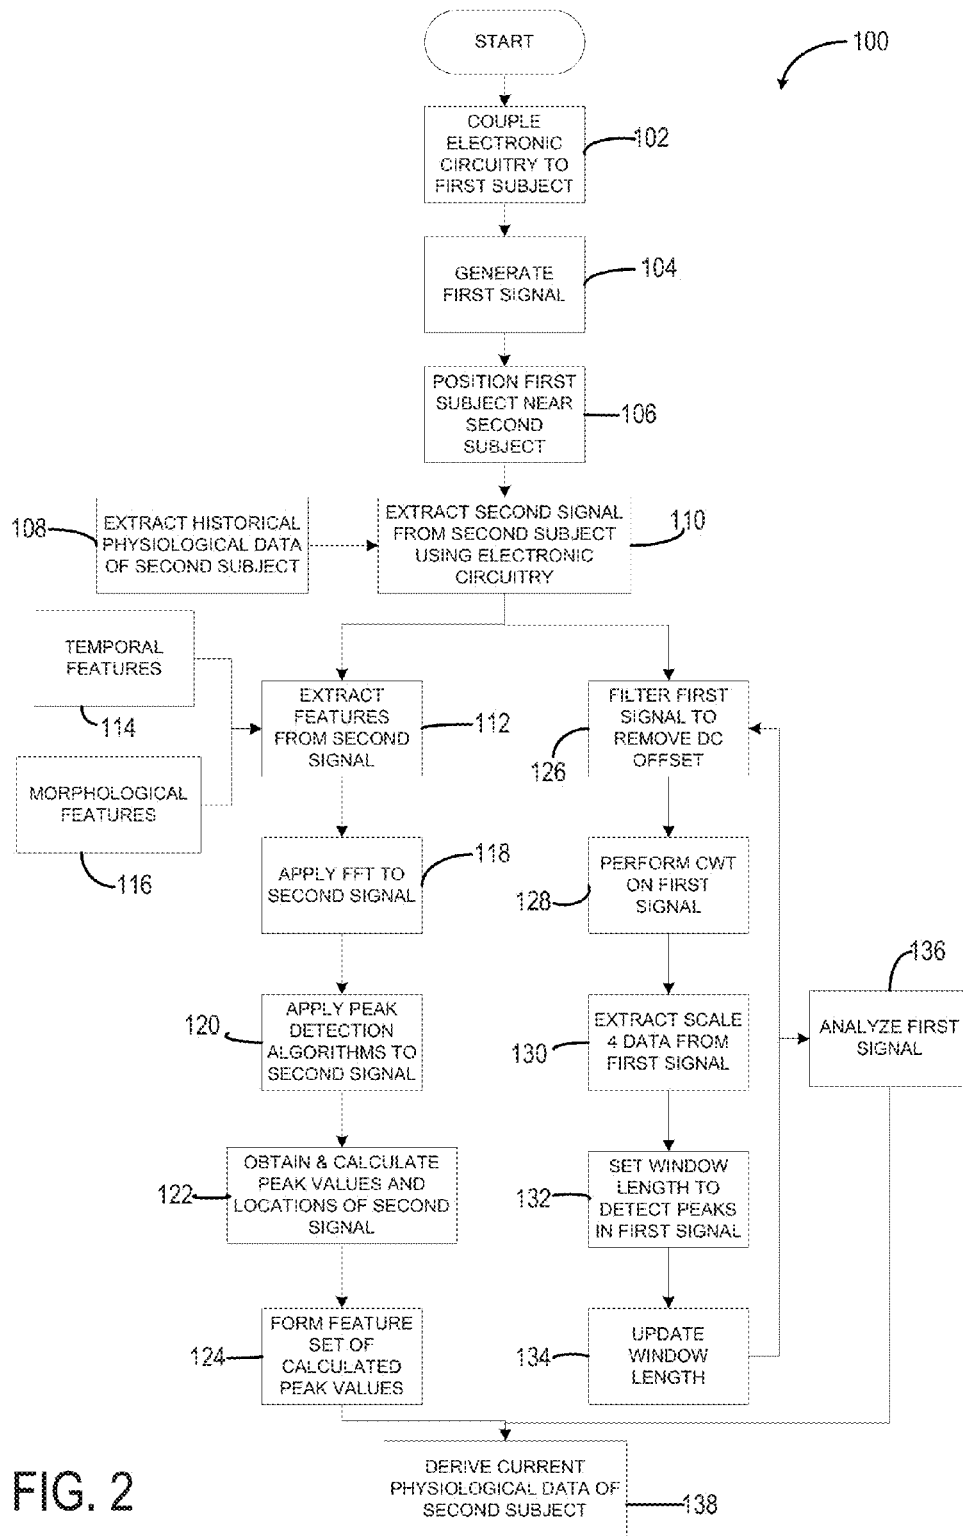 START
100
COUPLE
ELECTRONIC
CIRCUITRY TO
FIRST SUBJECT
102
GENERATE
FIRST SIGNAL
104
POSITION FIRST
SUBJECT NEAR
SECOND
SUBJECT
106
108
EXTRACT HISTORICAL
PHYSIOLOGICAL DATA
OF SECOND SUBJECT
EXTRACT SECOND SIGNAL
FROM SECOND SUBJECT
USING ELECTRONIC
CIRCUITRY
110
TEMPORAL
FEATURES
114
MORPHOLOGICAL
FEATURES
116
EXTRACT
FEATURES
FROM SECOND
SIGNAL
112
FILTER FIRST
SIGNAL TO
REMOVE DC
OFFSET
126
APPLY FFT TO
SECOND SIGNAL
118
PERFORM CWT
ON FIRST
SIGNAL
128
APPLY PEAK
DETECTION
ALGORITHMS TO
SECOND SIGNAL
120
EXTRACT SCALE
4 DATA FROM
FIRST SIGNAL
130
136
ANALYZE FIRST
SIGNAL
OBTAIN & CALCULATE
PEAK VALUES AND
LOCATIONS OF SECOND
SIGNAL
122
SET WINDOW
LENGTH TO
DETECT PEAKS
IN FIRST SIGNAL
132
FORM FEATURE
SET OF
CALCULATED
PEAK VALUES
124
UPDATE
WINDOW
LENGTH
134
DERIVE CURRENT
PHYSIOLOGICAL DATA OF
SECOND SUBJECT
138
FIG. 2